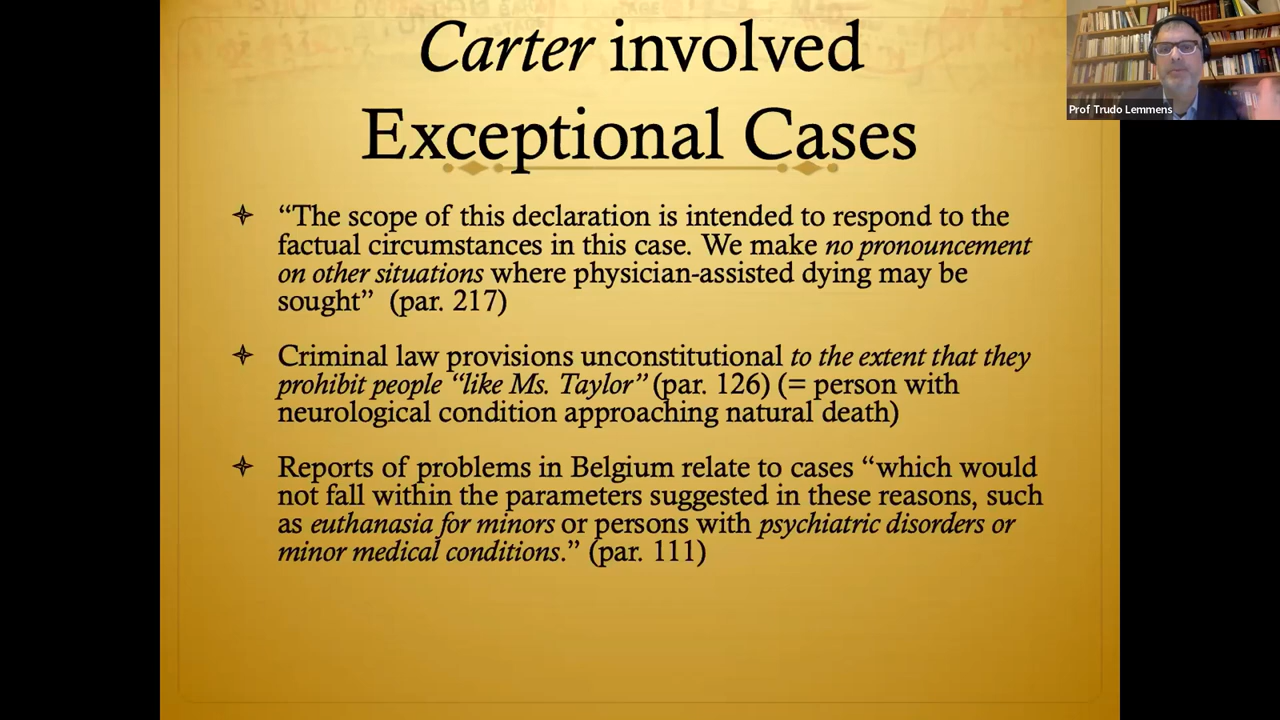 Carter involved
Exceptional Cases
Prof Trudo Lemmens
“The scope of this declaration is intended to respond to the
factual circumstances in this case. We make no pronouncement
on other situations where physician-assisted dying may be
sought” (par. 217)
Criminal law provisions unconstitutional to the extent that they
prohibit people “like Ms. Taylor” (par. 126) (= person with
neurological condition approaching natural death)
Reports of problems in Belgium relate to cases “which would
not fall within the parameters suggested in these reasons, such
as euthanasia for minors or persons with psychiatric disorders or
minor medical conditions.” (par. 111)